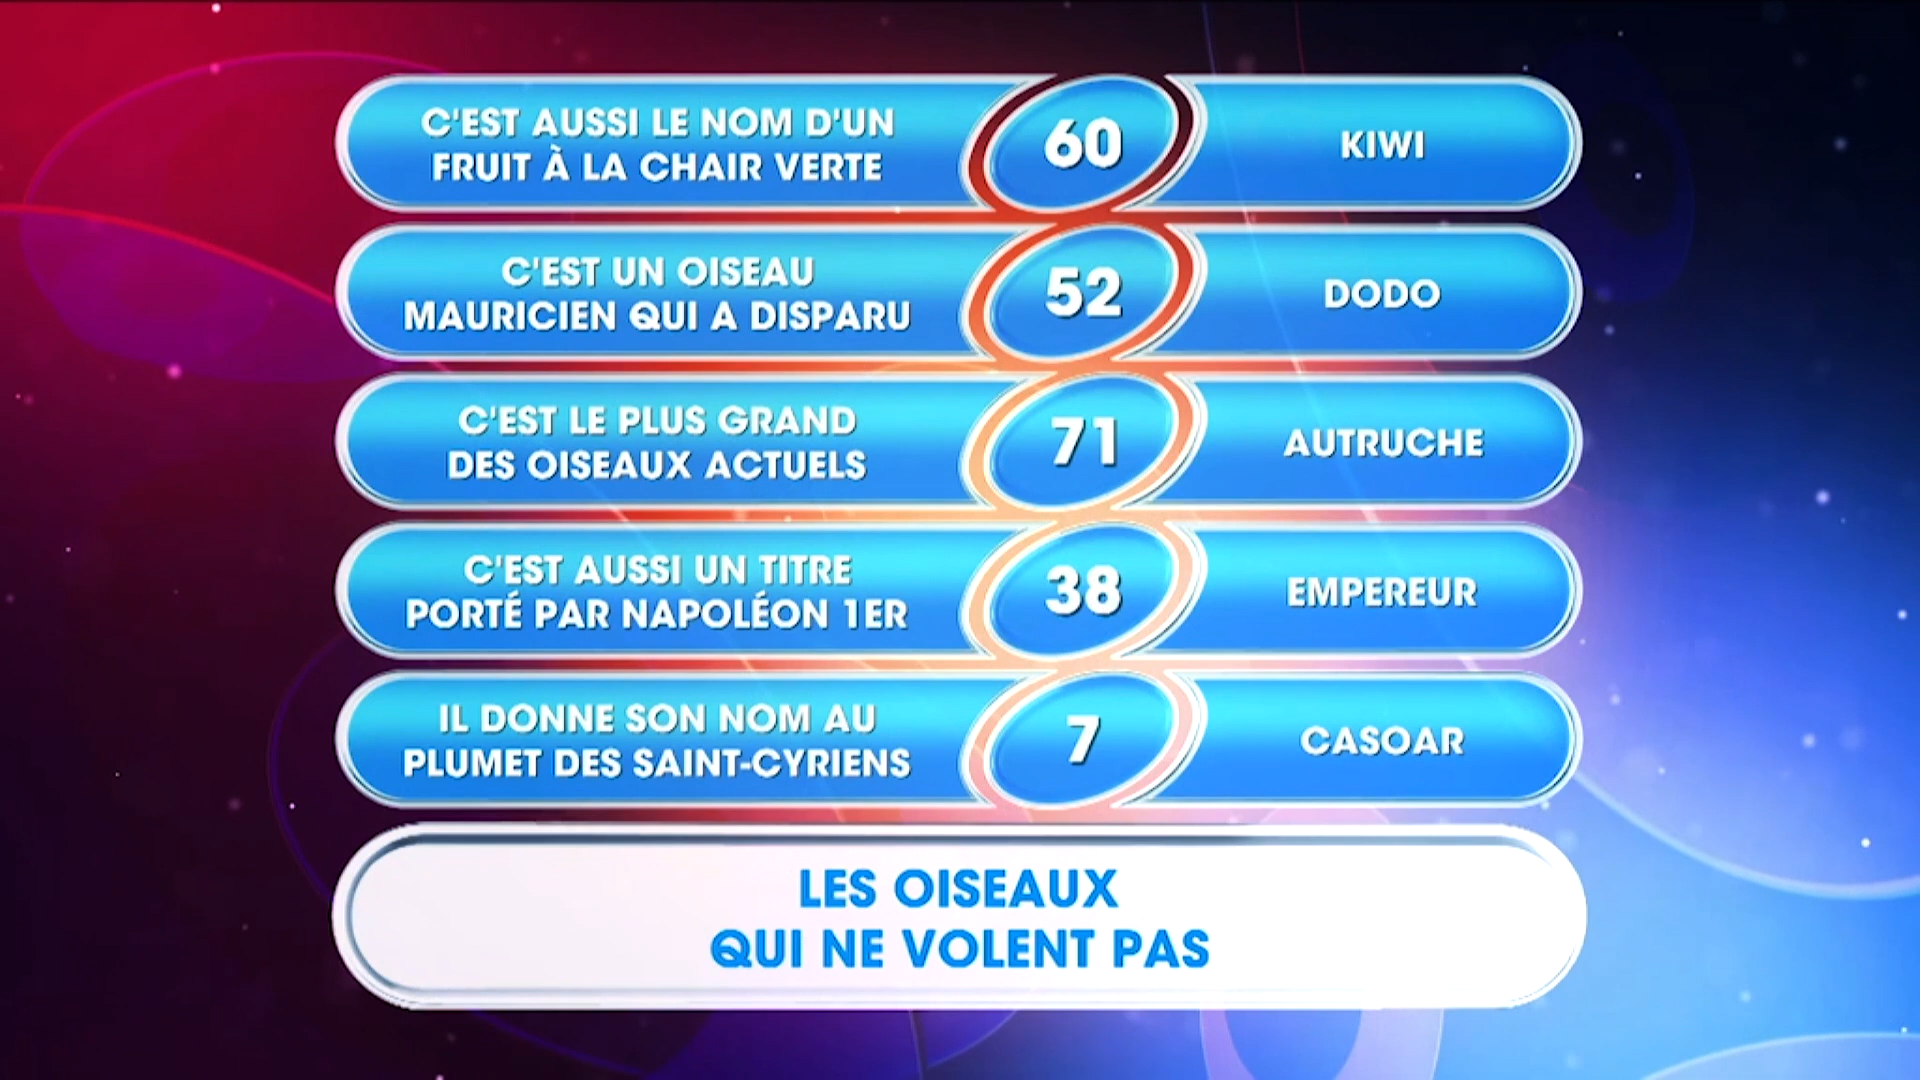 C'EST AUSSI LE NOM D'UN
FRUIT À LA CHAIR VERTE
60
KIWI
C'EST UN OISEAU
MAURICIEN QUI A DISPARU
52
DODO
C'EST LE PLUS GRAND
DES OISEAUX ACTUELS
71
AUTRUCHE
C'EST AUSSI UN TITRE
PORTÉ PAR NAPOLÉON 1ER
38
EMPEREUR
IL DONNE SON NOM AU
PLUMET DES SAINT-CYRIENS
7
CASOAR
LES OISEAUX
QUI NE VOLENT PAS